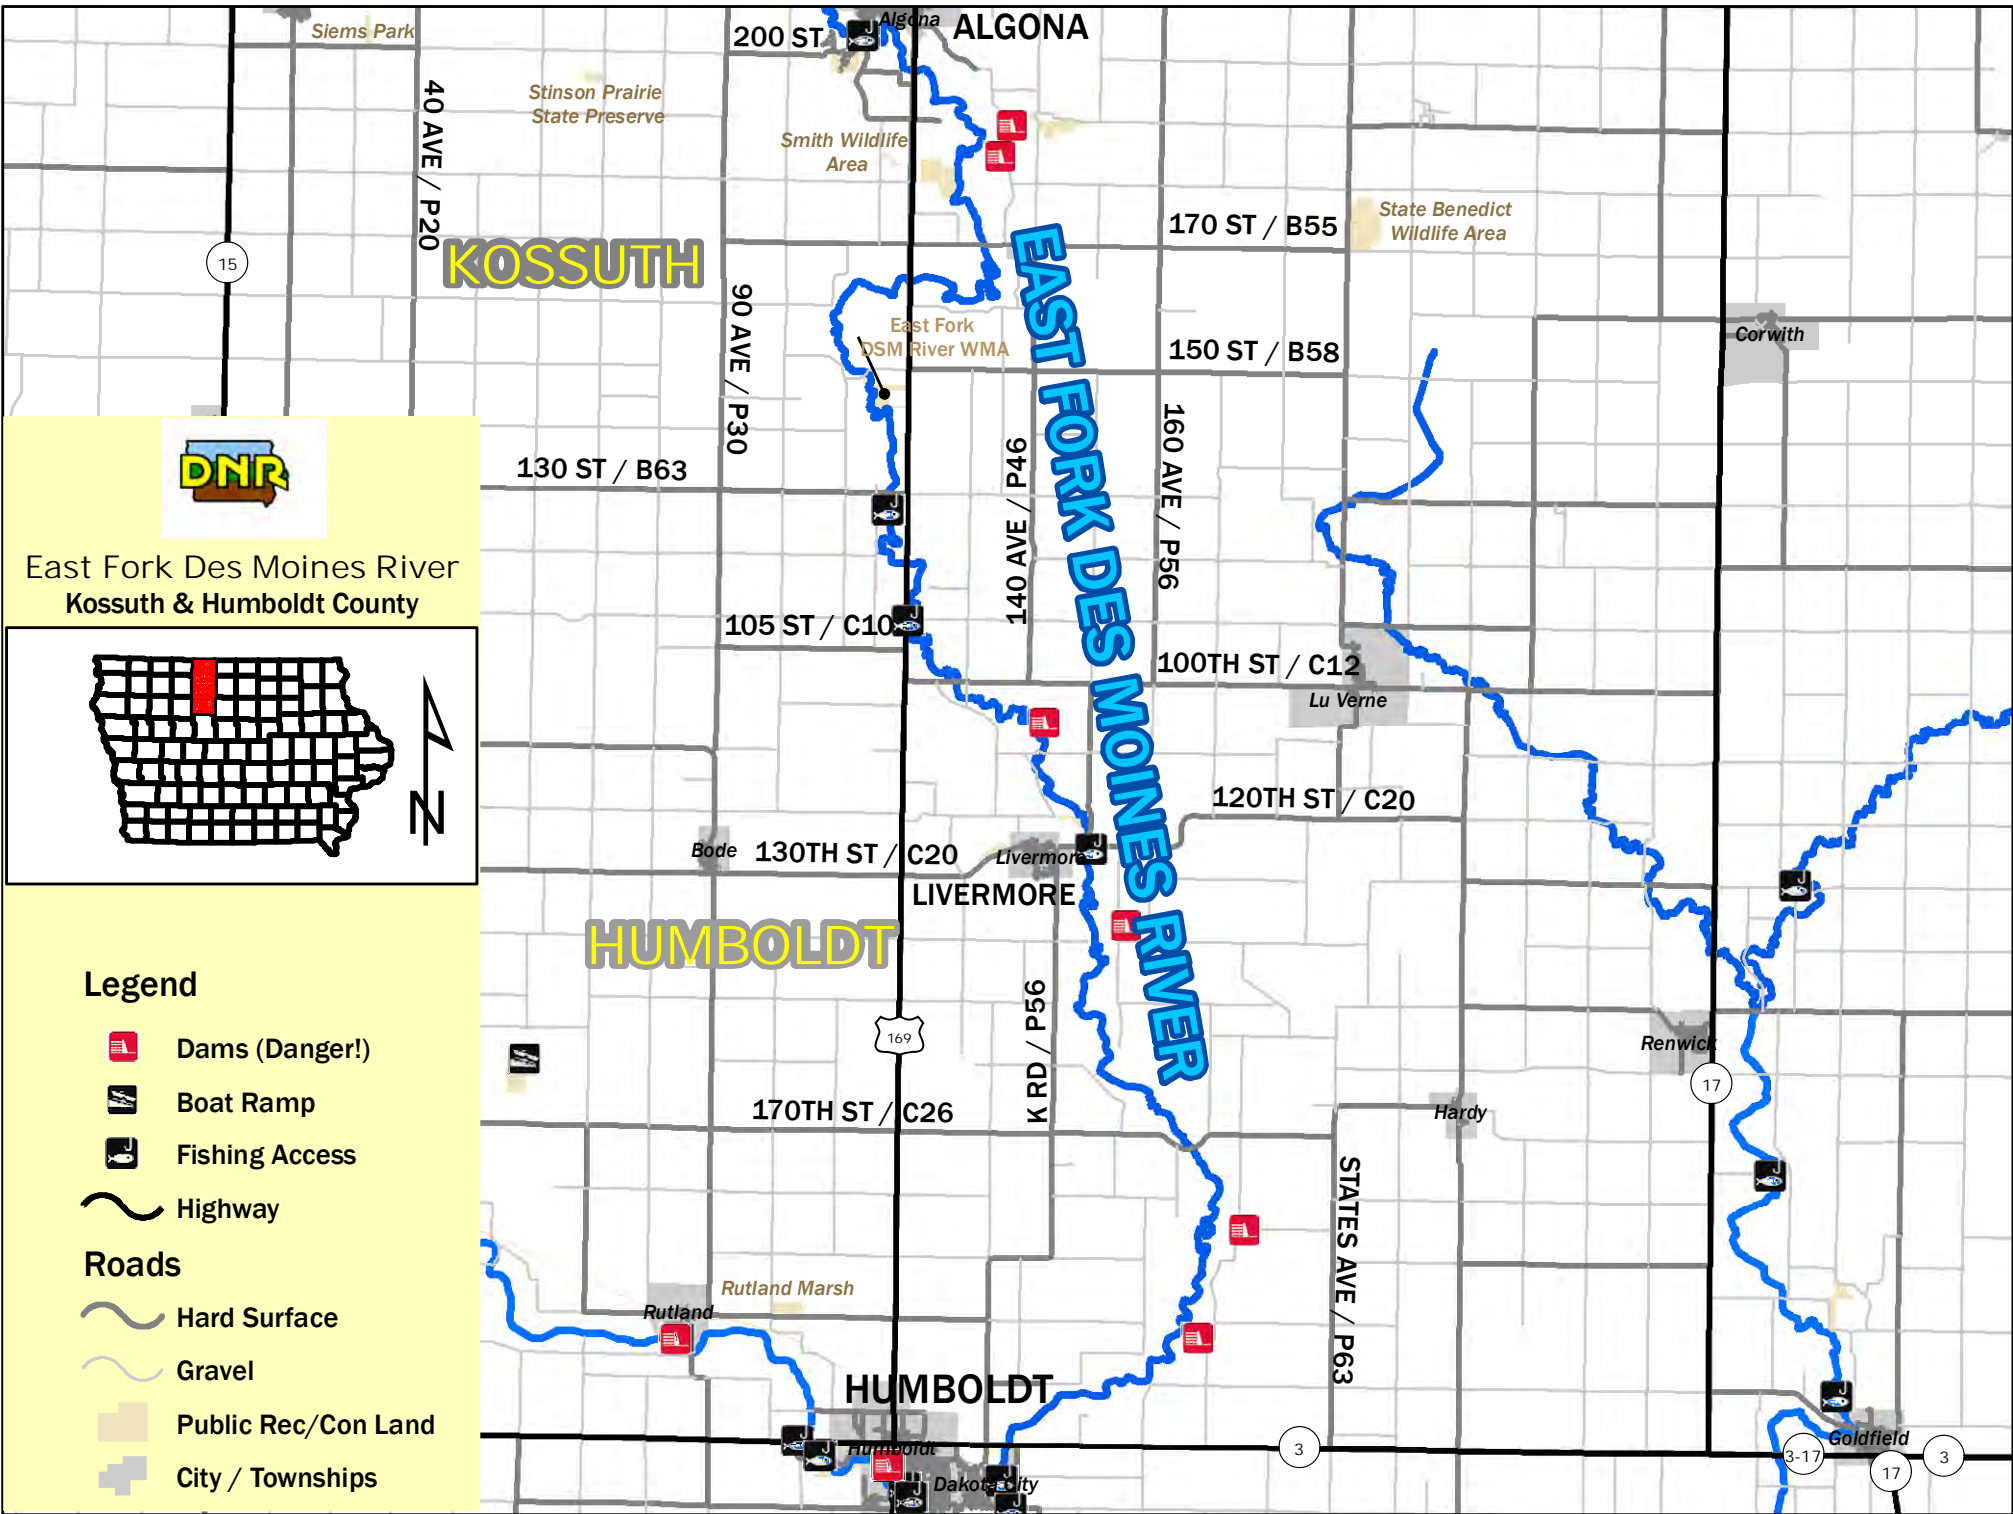 Siems Park
Algona
ALGONA
200 ST
40 AVE / P20
Stinson Prairie
State Preserve
Smith Wildlife
Area
170 ST / B55
State Benedict
Wildlife Area
15
KOSSUTH
90 AVE / P30
East Fork
DSM River WMA
150 ST / B58
Corwith
EAST FORK DES MOINES RIVER
130 ST / B63
140 AVE / P46
160 AVE / P56
105 ST / C10
100TH ST / C12
Lu Verne
120TH ST / C20
Bode
130TH ST / C20
Livermore
LIVERMORE
HUMBOLDT
169
K RD / P56
Renwick
17
170TH ST / C26
Hardy
STATES AVE / P63
Rutland Marsh
Rutland
HUMBOLDT
Humboldt
Dakota City
3
Goldfield
3-17
17
3
DNR
East Fork Des Moines River
Kossuth & Humboldt County
N
Legend
Dams (Danger!)
Boat Ramp
Fishing Access
Highway
Roads
Hard Surface
Gravel
Public Rec/Con Land
City / Townships